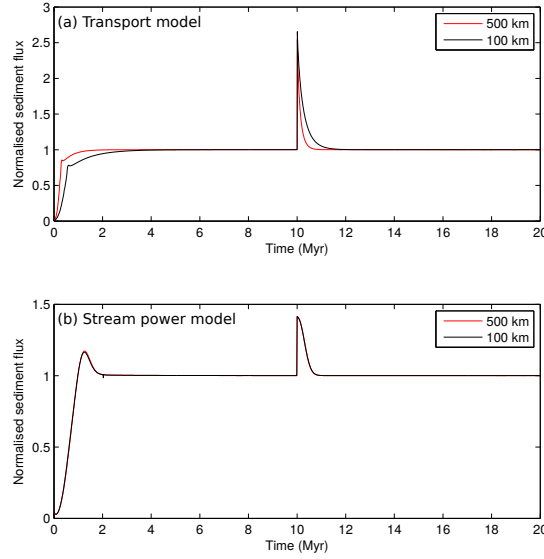 (a) Transport model
500 km
100 km
Normalised sediment flux
3
2.5
2
1.5
1
0.5
0
0 2 4 6 8 10 12 14 16 18 20
Time (Myr)
(b) Stream power model
500 km
100 km
Normalised sediment flux
1.5
1
0.5
0
0 2 4 6 8 10 12 14 16 18 20
Time (Myr)